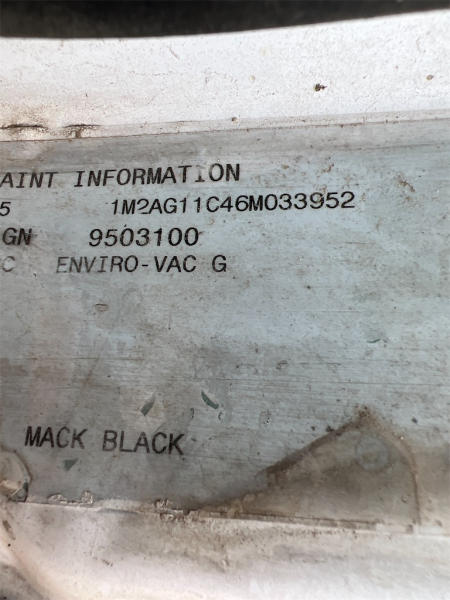 AINT INFORMATION
5 1M2AG11C46M033952
GN 9503100
C ENVIRO-VAC G
MACK BLACK